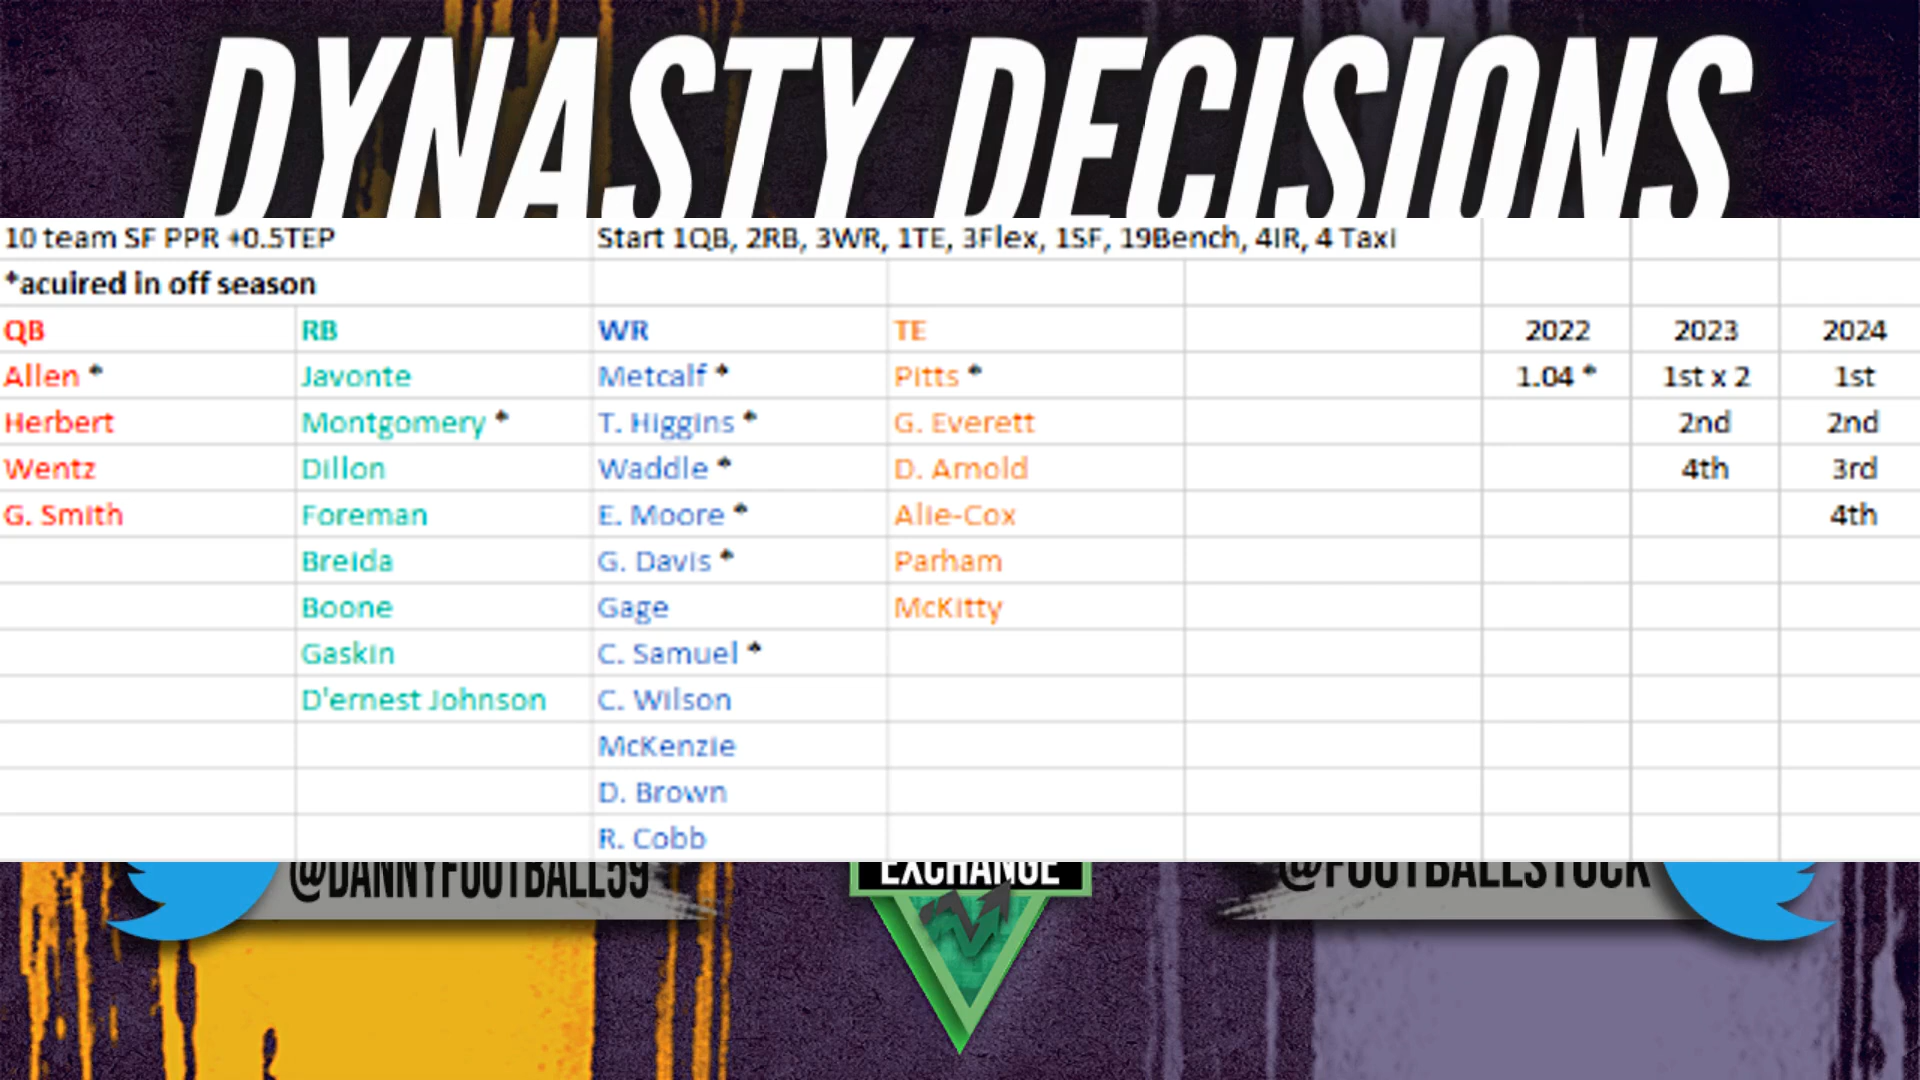 DYNASTY DECISIONS
10 team SF PPR +0.5TEP Start 1QB, 2RB, 3WR, 1TE, 3Flex, 1SF, 19Bench, 4IR, 4 Taxi
*acuired in off season
QB RB WR TE 2022 2023 2024
Allen * Javonte Metcalf * Pitts * 1.04 * 1st x 2 1st
Herbert Montgomery * T. Higgins * G. Everett 2nd 2nd
Wentz Dillon Waddle * D. Arnold 4th 3rd
G. Smith Foreman E. Moore * Alie-Cox 4th
Breida G. Davis * Parham
Boone Gage McKitty
Gaskin C. Samuel *
D'ernest Johnson C. Wilson
McKenzie
D. Brown
R. Cobb
@DANNYFOOTBALL59 EXCHANGE @FOOTBALLSTOCK